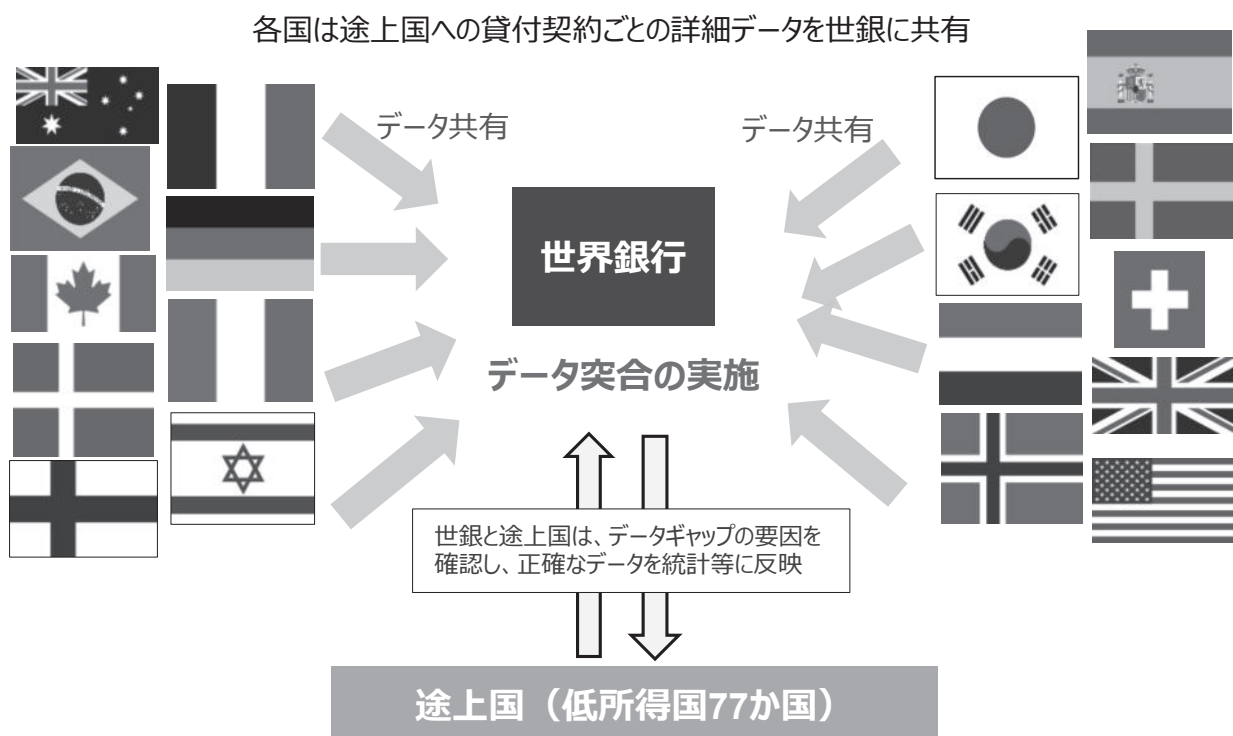 各国は途上国への貸付契約ごとの詳細データを世銀に共有
データ共有
データ共有
世界銀行
データ突合の実施
世銀と途上国は、データギャップの要因を
確認し、正確なデータを統計等に反映
途上国（低所得国77か国）